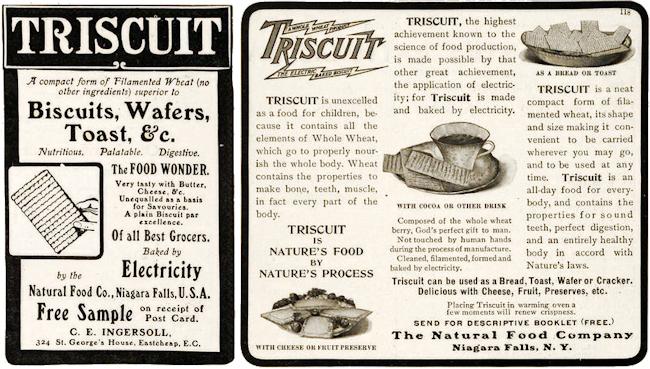 TRISCUIT
A compact form of Filamented Wheat (no
other ingredients) superior to
Biscuits, Wafers,
Toast, &c.
Nutritious. Palatable. Digestive.
The FOOD WONDER.
Very tasty with Butter,
Cheese, &c.
Unequalled as a basis
for Savouries.
A plain Biscuit par
excellence.
Of all Best Grocers.
Baked by
Electricity
by the
Natural Food Co., Niagara Falls, U.S.A.
Free Sample on receipt of
Post Card.
C. E. INGERSOLL,
324 St. George's House, Eastcheap, E.C.
118
A WHOLE WHEAT PRODUCT
TRISCUIT
THE ELECTRIC BAKED BISCUIT
TRISCUIT is unexcelled
as a food for children, be-
cause it contains all the
elements of Whole Wheat,
which go to properly nour-
ish the whole body. Wheat
contains the properties to
make bone, teeth, muscle,
in fact every part of the
body.
TRISCUIT
IS
NATURE'S FOOD
BY
NATURE'S PROCESS
WITH CHEESE OR FRUIT PRESERVE
TRISCUIT, the highest
achievement known to the
science of food production,
is made possible by that
other great achievement,
the application of electric-
ity; for Triscuit is made
and baked by electricity.
WITH COCOA OR OTHER DRINK
Composed of the whole wheat
berry, God's perfect gift to man.
Not touched by human hands
during the process of manufacture.
Cleaned, filamented, formed and
baked by electricity.
AS A BREAD OR TOAST
TRISCUIT is a neat
compact form of fila-
mented wheat, its shape
and size making it con-
venient to be carried
wherever you may go,
and to be used at any
time. Triscuit is an
all-day food for every-
body, and contains the
properties for sound
teeth, perfect digestion,
and an entirely healthy
body in accord with
Nature's laws.
Triscuit can be used as a Bread, Toast, Wafer or Cracker.
Delicious with Cheese, Fruit, Preserves, etc.
Placing Triscuit in warming oven a
few moments will renew crispness.
SEND FOR DESCRIPTIVE BOOKLET (FREE.)
The Natural Food Company
Niagara Falls, N. Y.